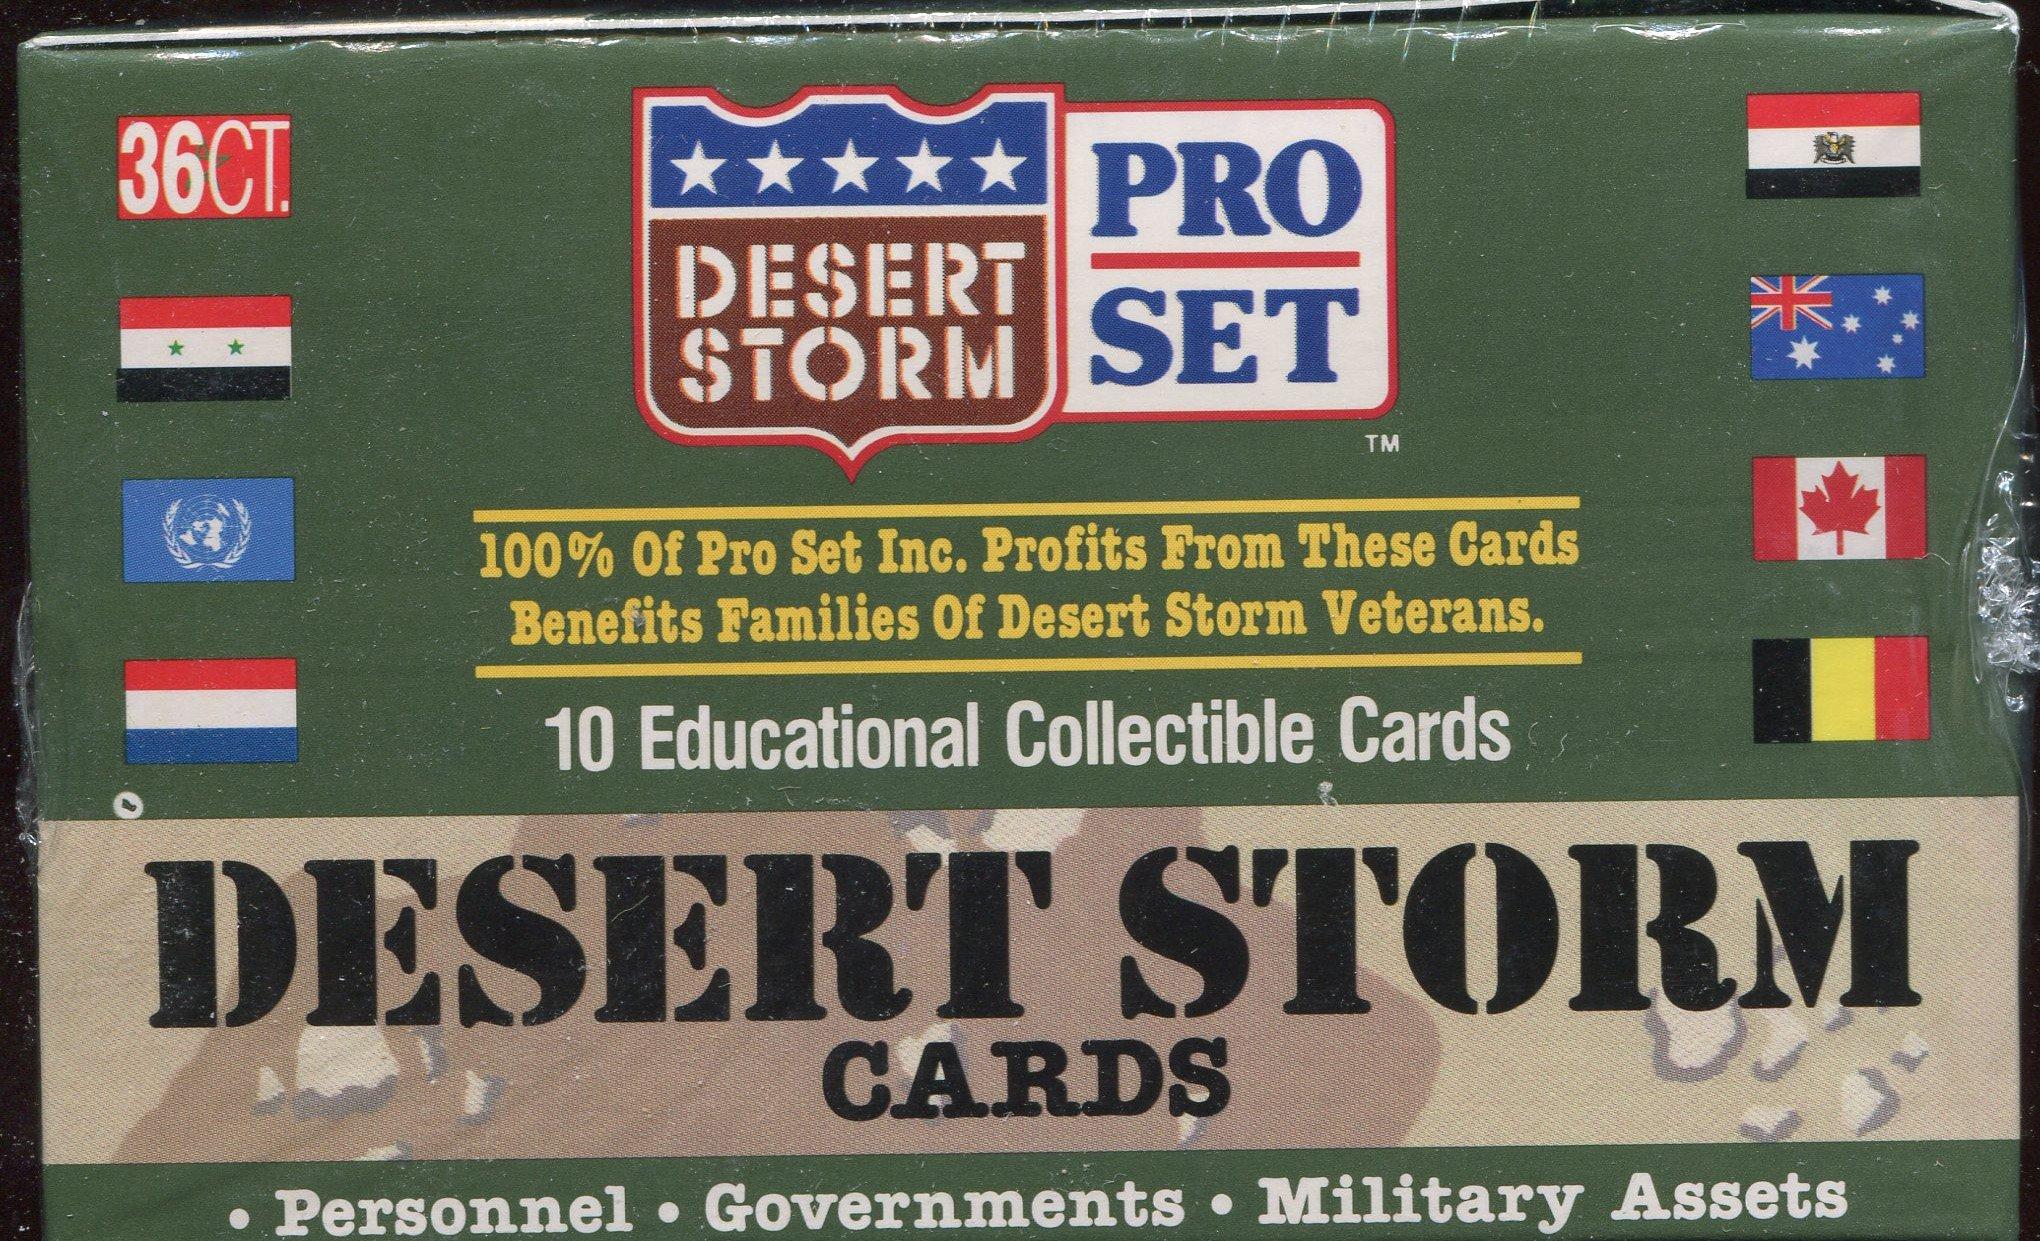 36CT.
DESERT
STORM
PRO
SET
TM
100% Of Pro Set Inc. Profits From These Cards
Benefits Families Of Desert Storm Veterans.
10 Educational Collectible Cards
DESERT STORM
CARDS
• Personnel • Governments • Military Assets